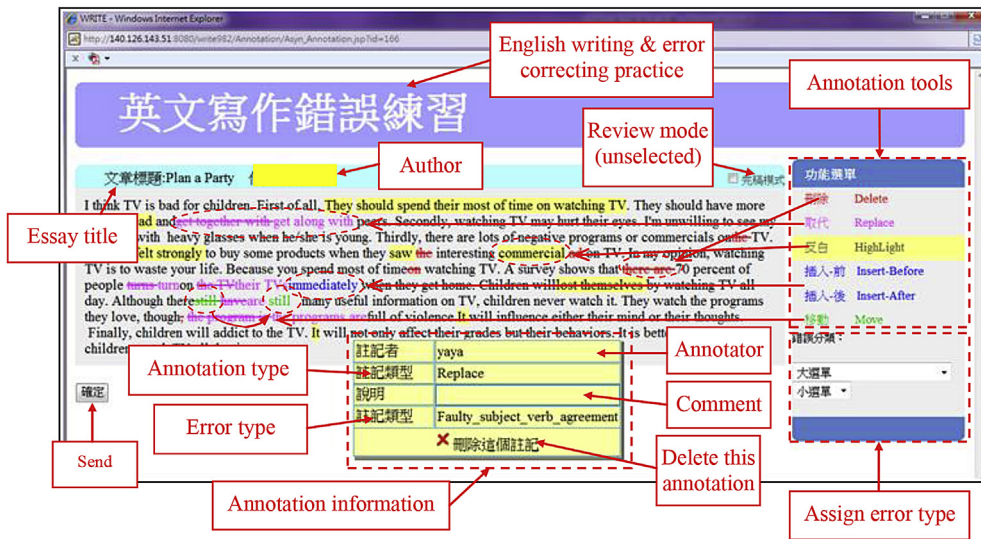 WRITE - Windows Internet Explorer
http://140.126.143.51:8080/write982/Annotation/Asyn_Annotation.jsp?id=166
English writing & error
correcting practice
Annotation tools
英文寫作錯誤練習
Review mode
(unselected)
Author
文章標題:Plan a Party
完稿模式
功能選單
Essay title
I think TV is bad for children. First of all, They should spend their most of time on watching TV. They should have more
and get together with get along with peers. Secondly, watching TV may hurt their eyes. I'm unwilling to see my
with heavy glasses when he/she is young. Thirdly, there are lots of negative programs or commercials on the TV.
felt strongly to buy some products when they saw the interesting commercial on TV. In my opinion, watching
TV is to waste your life. Because you spend most of time on watching TV. A survey shows that there are 70 percent of
people turns turn on the TV their TV immediately when they get home. Children will lost themselves by watching TV all
day. Although there still have are still many useful information on TV, children never watch it. They watch the programs
they love, though, the program is the programs are full of violence. It will influence either their mind or their thoughts.
Finally, children will addict to the TV. It will not only affect their grades but their behaviors. It is
children
刪除 Delete
取代 Replace
反白 HighLight
插入-前 Insert-Before
插入-後 Insert-After
移動 Move
錯誤分類：
大選單
小選單
確定
Send
Annotation type
Error type
註記者 yaya
註記類型 Replace
說明
註記類型 Faulty_subject_verb_agreement
刪除這個註記
Annotator
Comment
Delete this
annotation
Annotation information
Assign error type